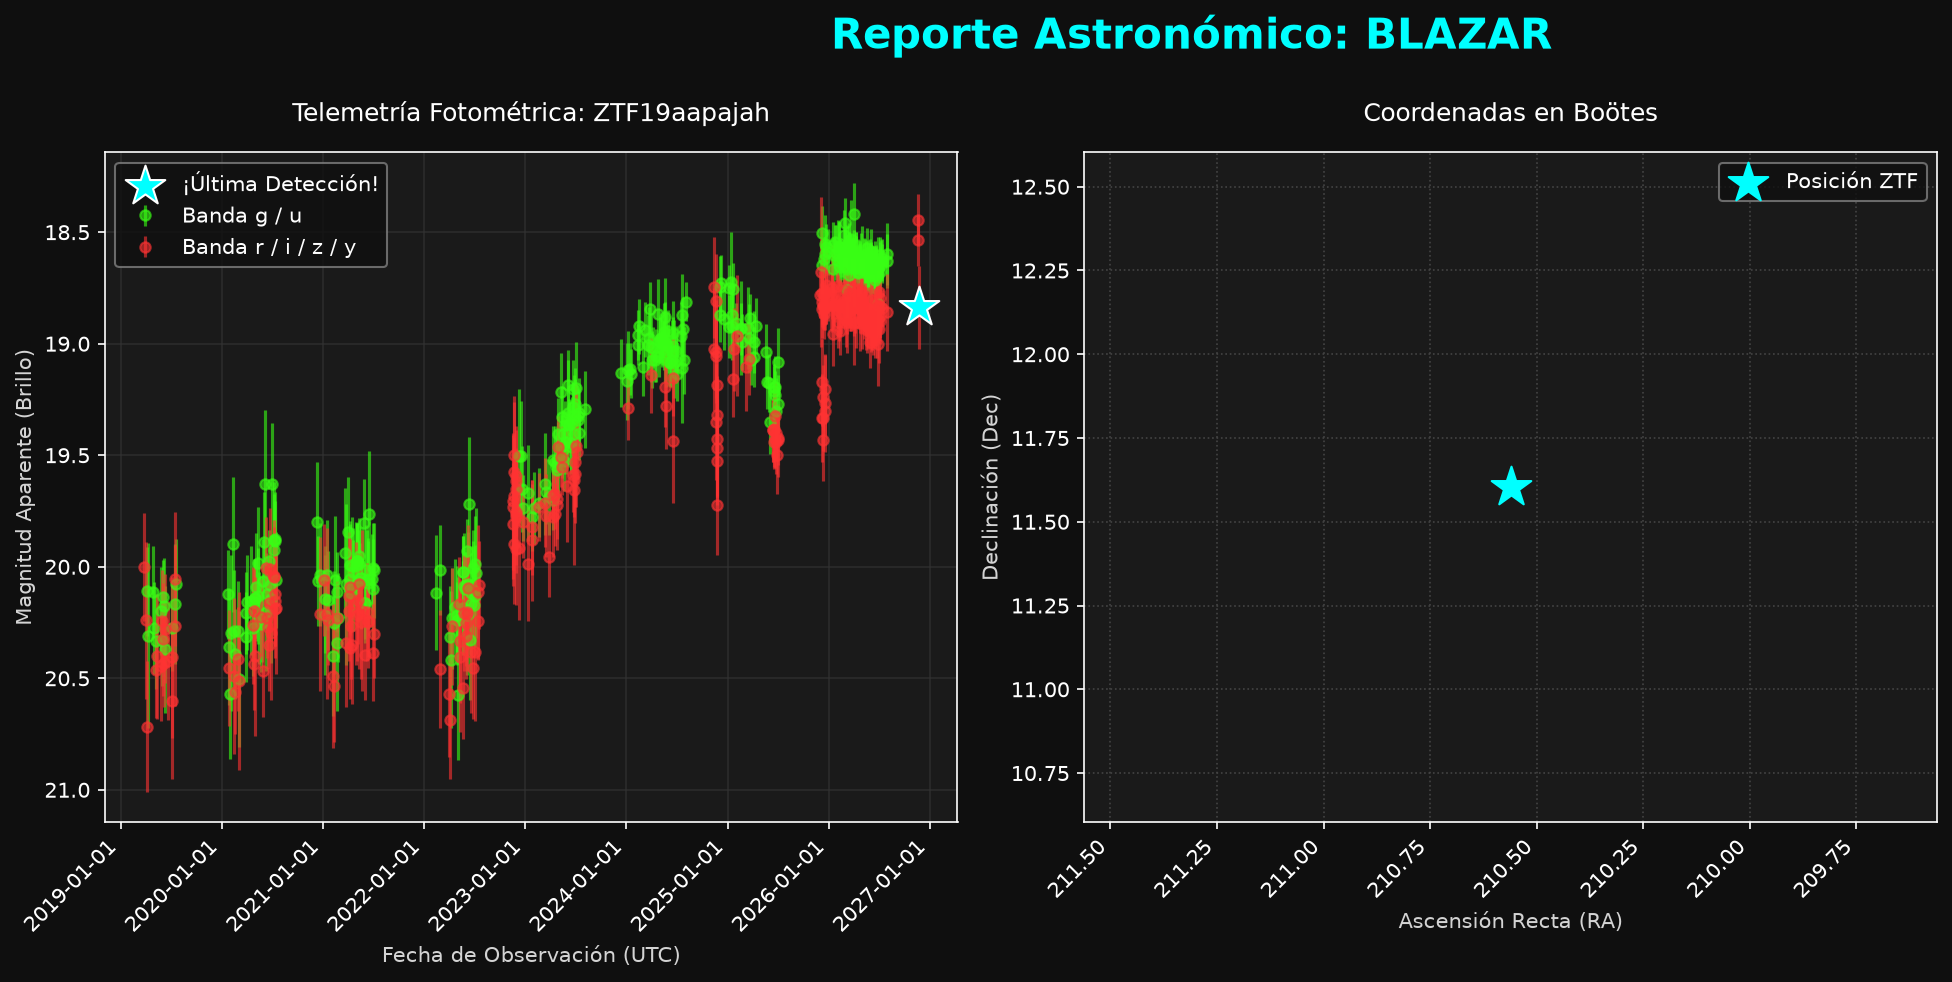 Reporte Astronómico: BLAZAR
Telemetría Fotométrica: ZTF19aapajah
¡Última Detección!
Banda g / u
Banda r / i / z / y
Magnitud Aparente (Brillo)
18.5
19.0
19.5
20.0
20.5
21.0
2019-01-01
2020-01-01
2021-01-01
2022-01-01
2023-01-01
2024-01-01
2025-01-01
2026-01-01
2027-01-01
Fecha de Observación (UTC)
Coordenadas en Boötes
Posición ZTF
Declinación (Dec)
12.50
12.25
12.00
11.75
11.50
11.25
11.00
10.75
211.50
211.25
211.00
210.75
210.50
210.25
210.00
209.75
Ascensión Recta (RA)